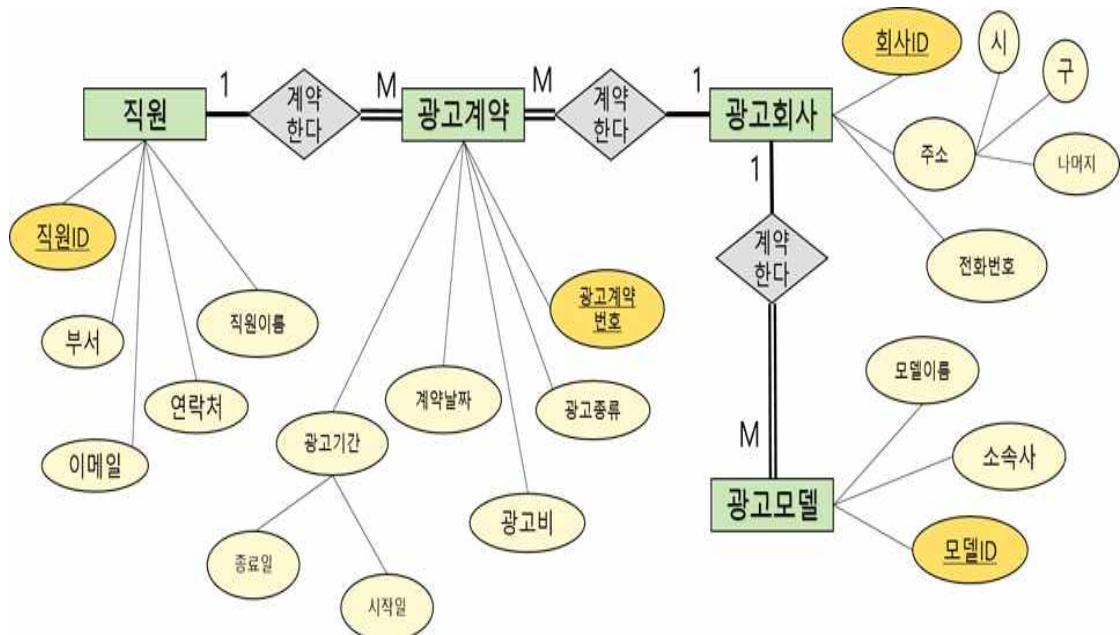 회사ID
시
구
1
M
M
1
직원
계약
한다
광고계약
계약
한다
광고회사
주소
나머지
1
직원ID
계약
한다
전화번호
직원이름
광고계약
번호
부서
모델이름
연락처
계약날짜
광고종류
광고기간
M
소속사
이메일
광고모델
광고비
모델ID
종료일
시작일